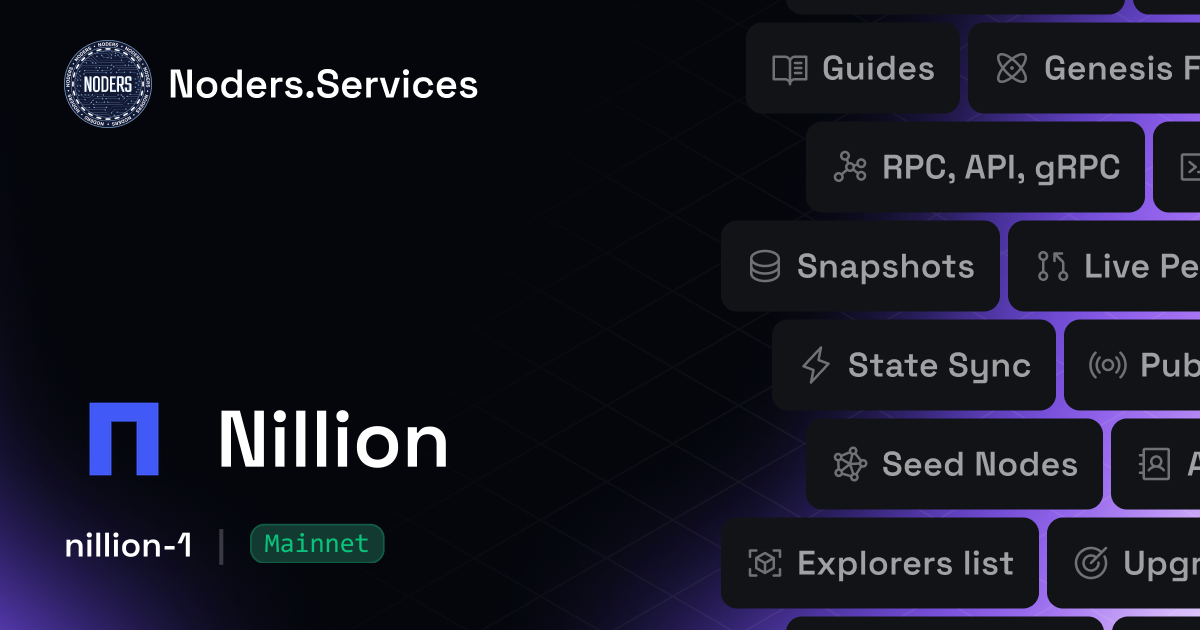 NODERS
Noders.Services
Nillion
nillion-1 | Mainnet
Guides
Genesis F
RPC, API, gRPC
Snapshots
Live Pe
State Sync
Pub
Seed Nodes
A
Explorers list
Upgr